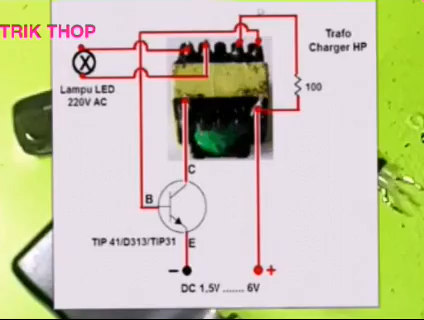 TRIK THOP
Trafo
Charger HP
Lampu LED
220V AC
100
C
B
TIP 41/D313/TIP31
E
− +
DC 1,5V ....... 6V